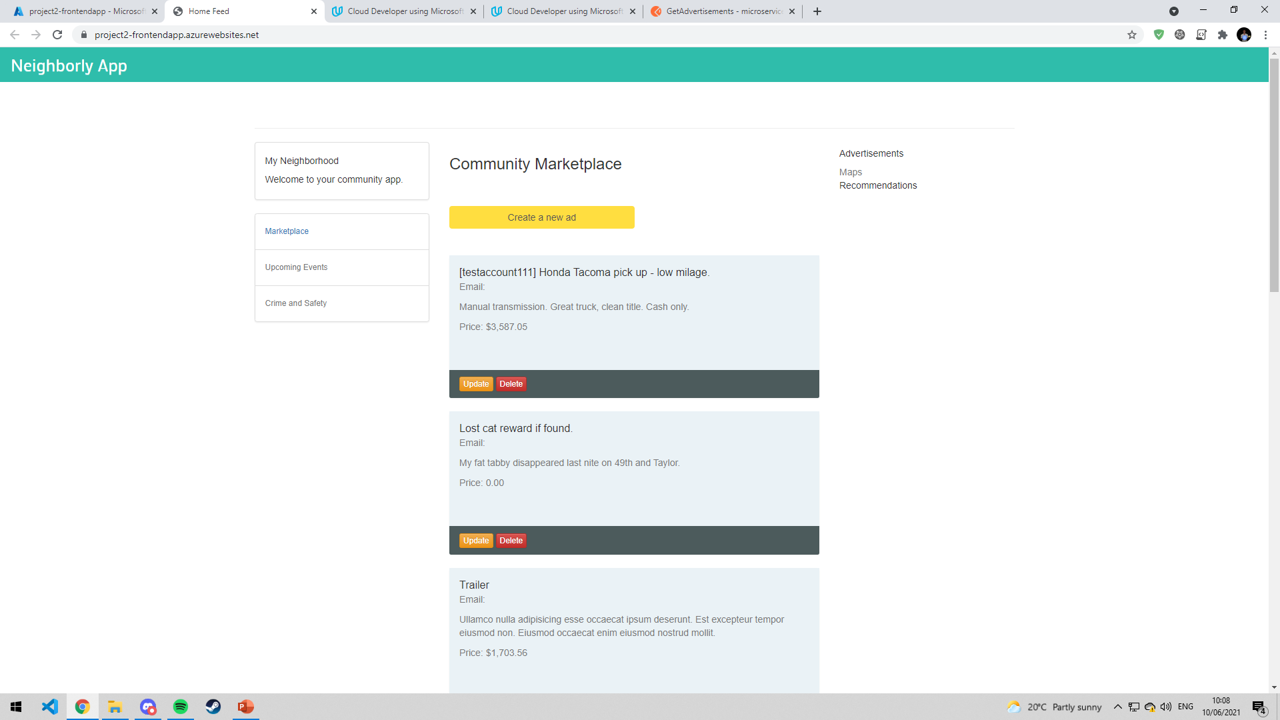 project2-frontendapp - Microsof
Home Feed
Cloud Developer using Microsof
Cloud Developer using Microsof
GetAdvertisements - microservic
project2-frontendapp.azurewebsites.net
Neighborly App
My Neighborhood
Welcome to your community app.
Marketplace
Upcoming Events
Crime and Safety
Community Marketplace
Create a new ad
[testaccount111] Honda Tacoma pick up - low milage.
Email:
Manual transmission. Great truck, clean title. Cash only.
Price: $3,587.05
Update Delete
Lost cat reward if found.
Email:
My fat tabby disappeared last nite on 49th and Taylor.
Price: 0.00
Update Delete
Trailer
Email:
Ullamco nulla adipisicing esse occaecat ipsum deserunt. Est excepteur tempor
eiusmod non. Eiusmod occaecat enim eiusmod nostrud mollit.
Price: $1,703.56
Advertisements
Maps
Recommendations
20°C Partly sunny
ENG
10:08
10/06/2021
4